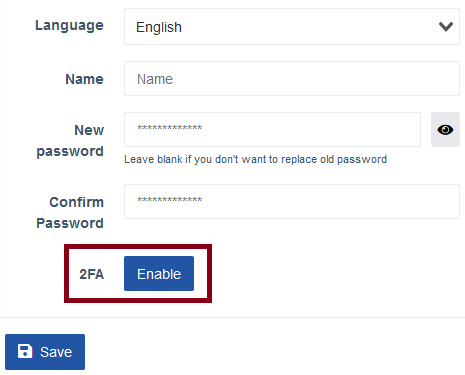 Language English
Name Name
New password *************
Leave blank if you don't want to replace old password
Confirm Password *************
2FA Enable
Save